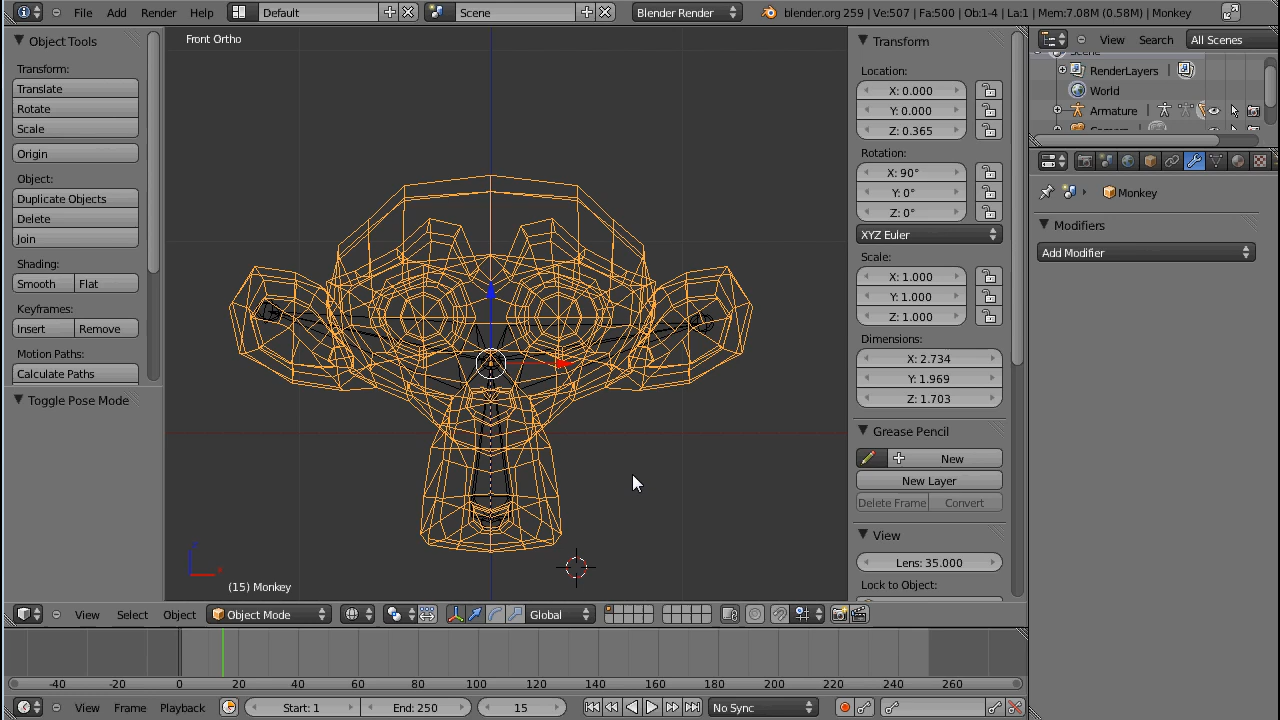 File Add Render Help Default Scene Blender Render blender.org 259 | Ve:507 | Fa:500 | Ob:1-4 | La:1 | Mem:7.08M (0.58M) | Monkey
Object Tools
Transform:
Translate
Rotate
Scale
Origin
Object:
Duplicate Objects
Delete
Join
Shading:
Smooth Flat
Keyframes:
Insert Remove
Motion Paths:
Calculate Paths
Toggle Pose Mode
Front Ortho
(15) Monkey
Transform
Location:
X: 0.000
Y: 0.000
Z: 0.365
Rotation:
X: 90°
Y: 0°
Z: 0°
XYZ Euler
Scale:
X: 1.000
Y: 1.000
Z: 1.000
Dimensions:
X: 2.734
Y: 1.969
Z: 1.703
Grease Pencil
New
New Layer
Delete Frame Convert
View
Lens: 35.000
Lock to Object:
View Search All Scenes
RenderLayers
World
Armature
Monkey
Modifiers
Add Modifier
View Select Object Object Mode Global
-40 -20 0 20 40 60 80 100 120 140 160 180 200 220 240 260
View Frame Playback Start: 1 End: 250 15 No Sync